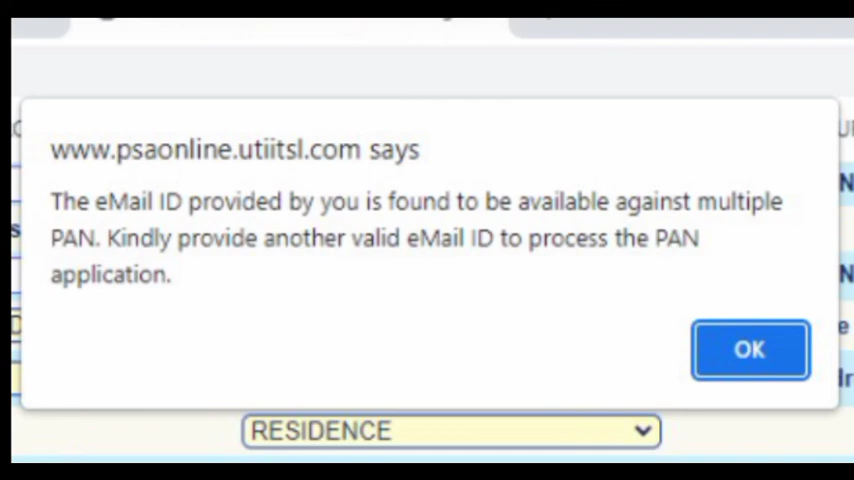 www.psaonline.utiitsl.com says
The eMail ID provided by you is found to be available against multiple
PAN. Kindly provide another valid eMail ID to process the PAN
application.
OK
RESIDENCE